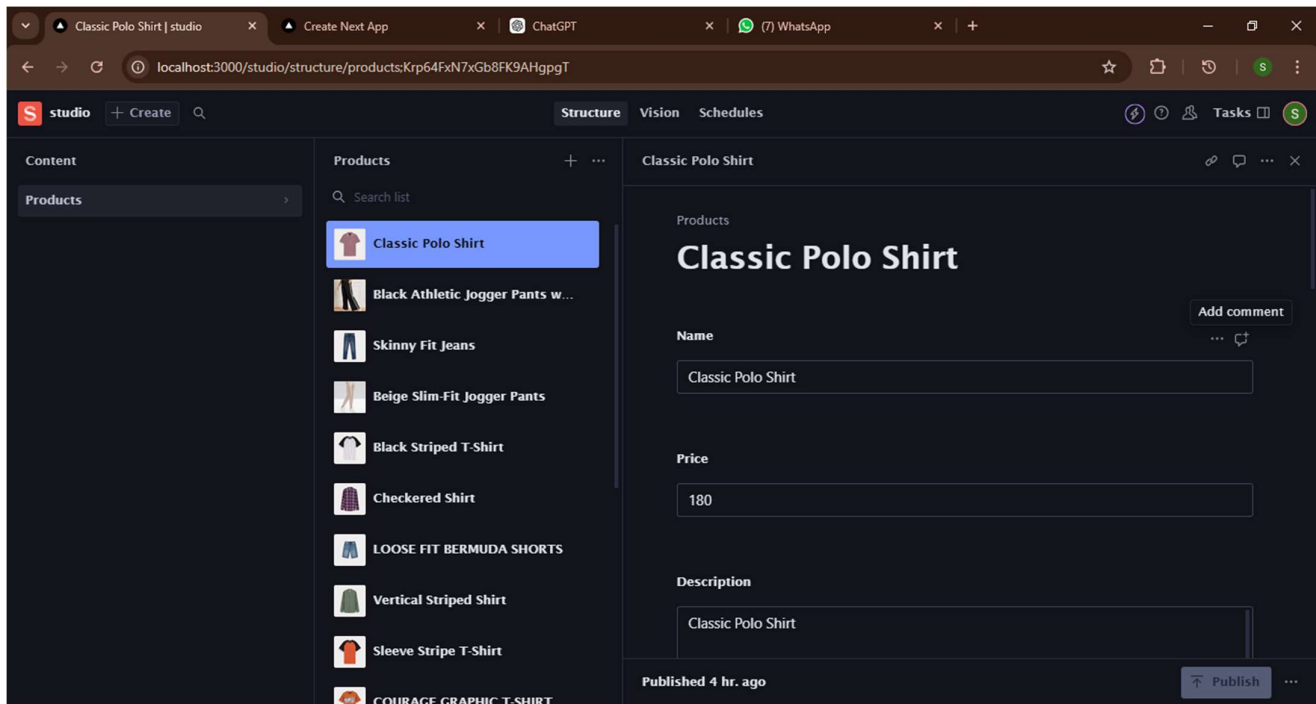 Classic Polo Shirt | studio
Create Next App
ChatGPT
(7) WhatsApp
localhost:3000/studio/structure/products;Krp64FxN7xGb8FK9AHgpgT
S
S studio + Create
Structure Vision Schedules
Tasks S
Content
Products
Products
Search list
Classic Polo Shirt
Black Athletic Jogger Pants w...
Skinny Fit Jeans
Beige Slim-Fit Jogger Pants
Black Striped T-Shirt
Checkered Shirt
LOOSE FIT BERMUDA SHORTS
Vertical Striped Shirt
Sleeve Stripe T-Shirt
COURAGE GRAPHIC T-SHIRT
Classic Polo Shirt
Products
Classic Polo Shirt
Add comment
Name
Classic Polo Shirt
Price
180
Description
Classic Polo Shirt
Published 4 hr. ago
Publish